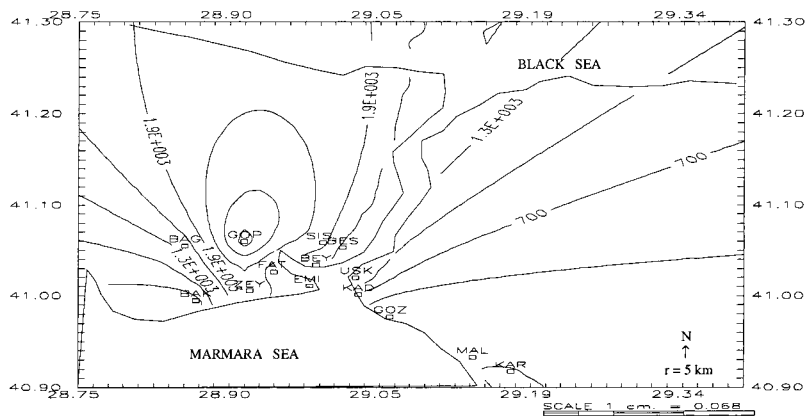 28.75 28.90 29.05 29.19 29.34
41.30 41.30
BLACK SEA
41.20 41.20
1.9E+003
1.9E+003
1.3E+003
700
700
41.10 41.10
GOP
SIS
GES
BEY
FAT
USK
1.9E+003
1.3E+003
EMI
ZEY
BAK
KAD
41.00 41.00
GOZ
MAL
KAR
MARMARA SEA
N
r = 5 km
40.90 40.90
28.75 28.90 29.05 29.19 29.34
SCALE 1 cm. = 0.068